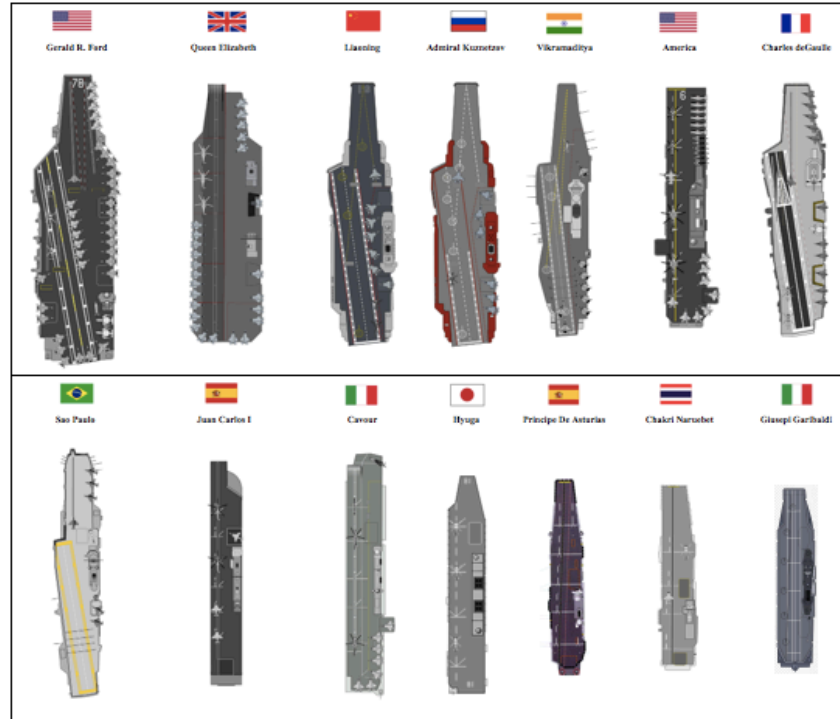 Gerald R. Ford
Queen Elizabeth
Liaoning
Admiral Kuznetzov
Vikramaditya
America
Charles deGaulle
78
6
Sao Paulo
Juan Carlos I
Cavour
Hyuga
Principe De Asturias
Chakri Naruebet
Giusepi Garibaldi